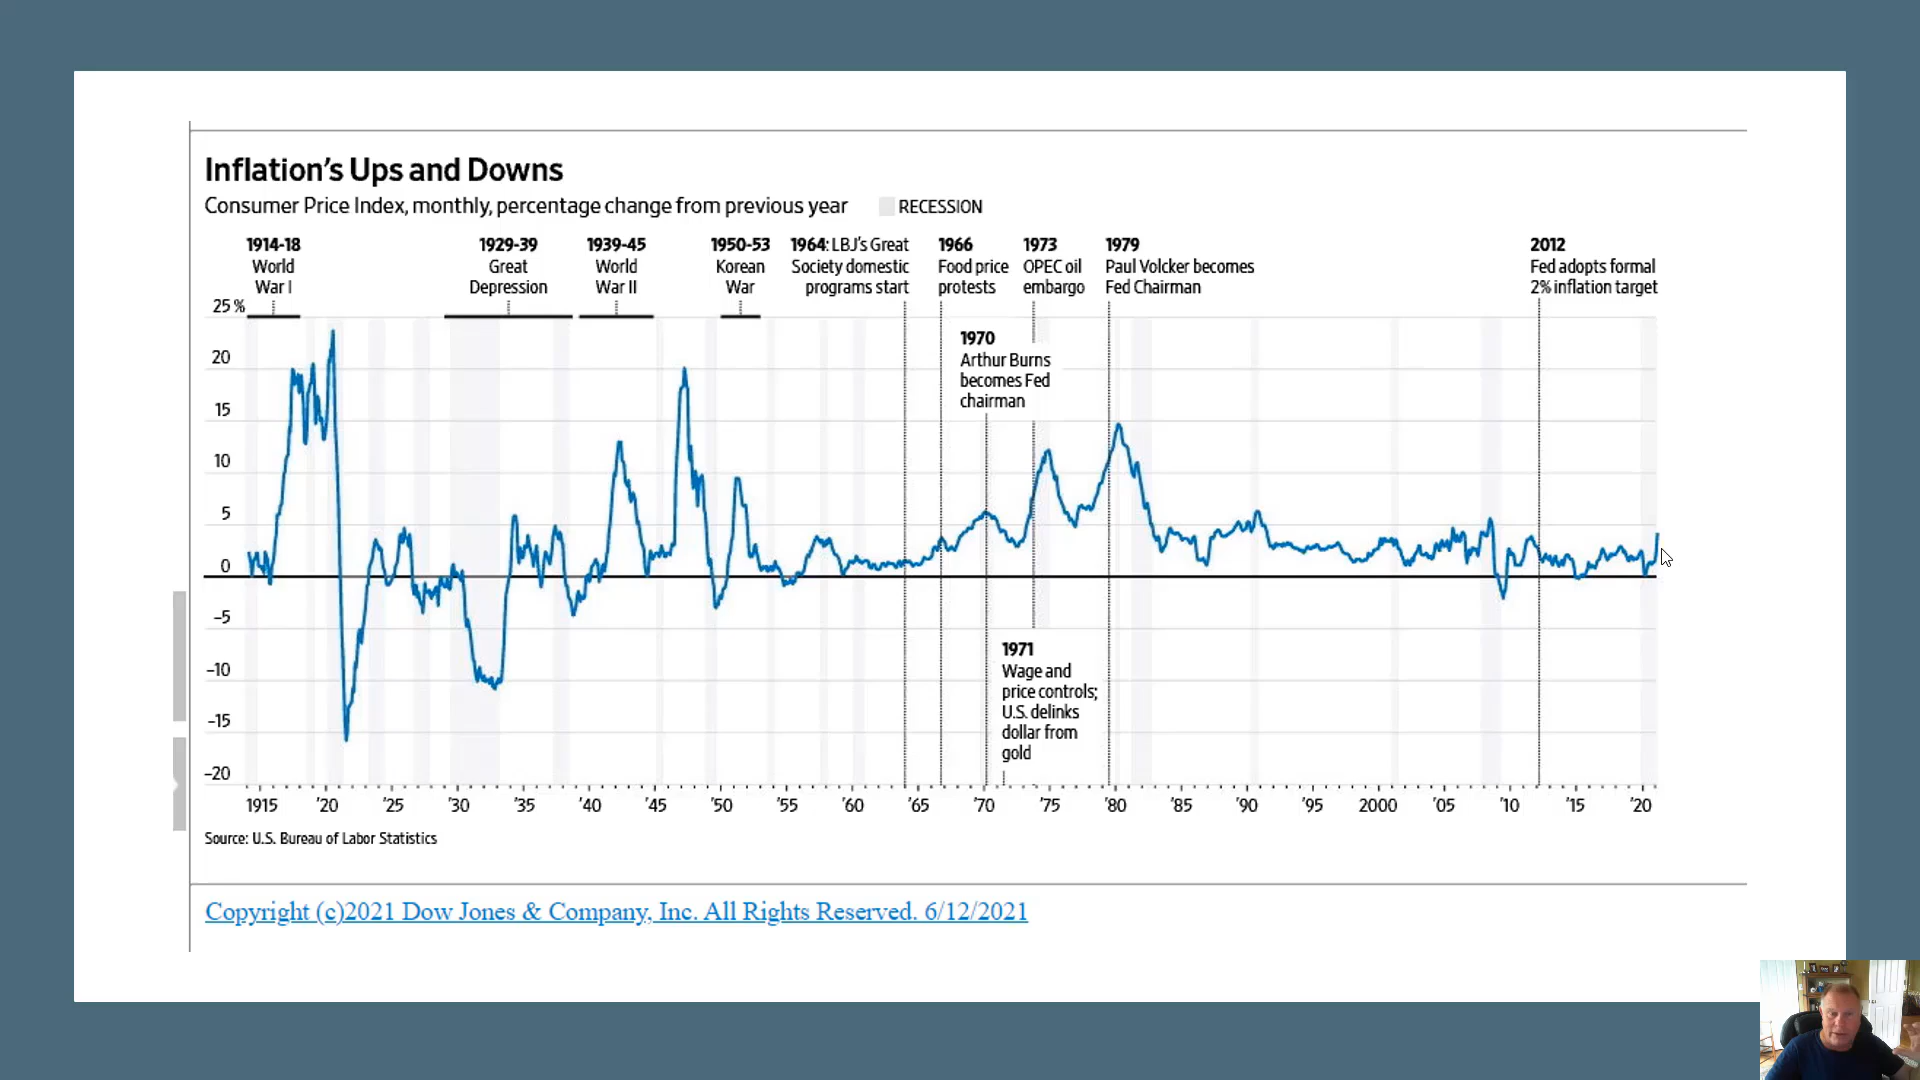 Inflation's Ups and Downs
Consumer Price Index, monthly, percentage change from previous year
RECESSION
1914-18
World
War I
1929-39
Great
Depression
1939-45
World
War II
1950-53
Korean
War
1964: LBJ's Great
Society domestic
programs start
1966
Food price
protests
1973
OPEC oil
embargo
1979
Paul Volcker becomes
Fed Chairman
2012
Fed adopts formal
2% inflation target
25 %
20
15
10
5
0
–5
–10
–15
–20
1970
Arthur Burns
becomes Fed
chairman
1971
Wage and
price controls;
U.S. delinks
dollar from
gold
1915 '20 '25 '30 '35 '40 '45 '50 '55 '60 '65 '70 '75 '80 '85 '90 '95 2000 '05 '10 '15 '20
Source: U.S. Bureau of Labor Statistics
Copyright (c)2021 Dow Jones & Company, Inc. All Rights Reserved. 6/12/2021